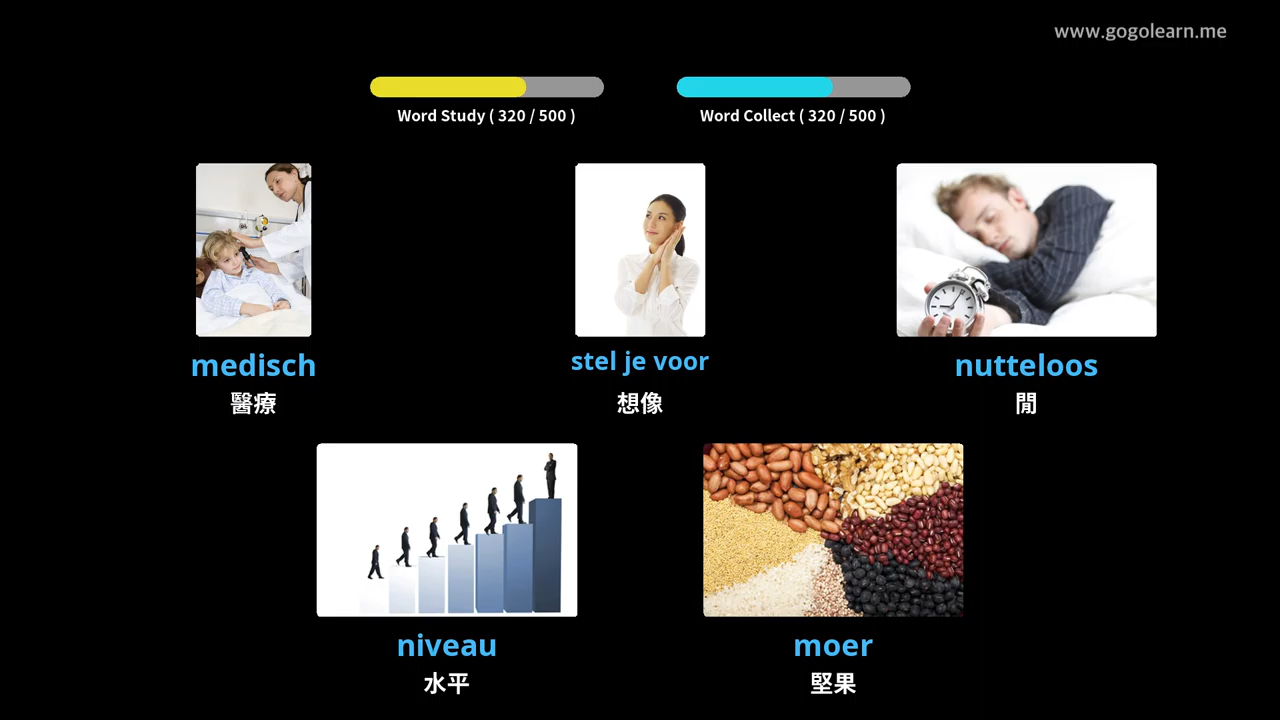 www.gogolearn.me
Word Study ( 320 / 500 )
Word Collect ( 320 / 500 )
medisch
醫療
stel je voor
想像
nutteloos
閒
niveau
水平
moer
堅果